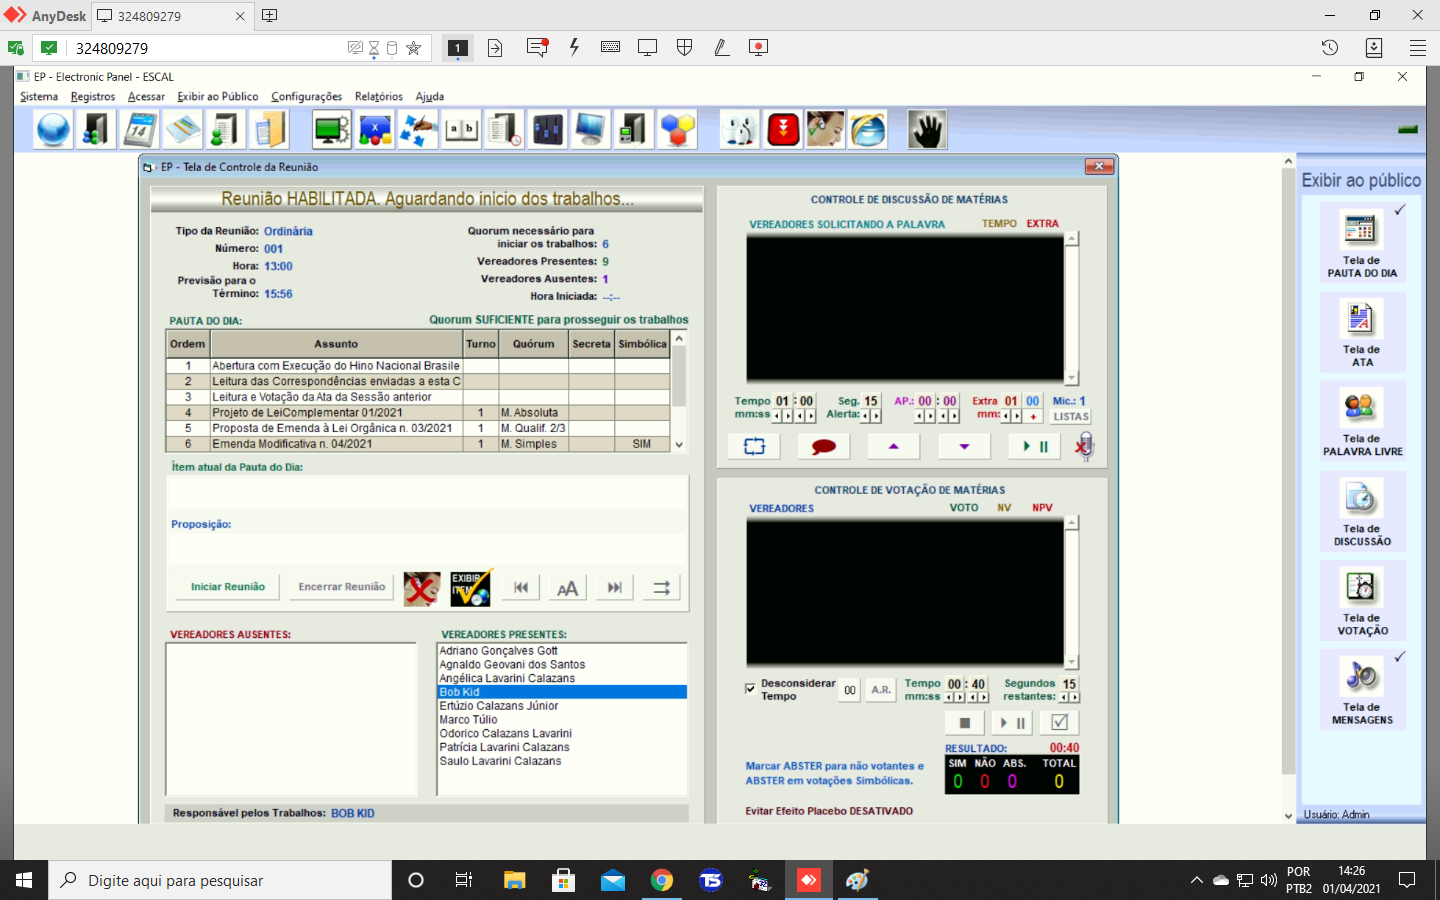 AnyDesk
324809279
324809279
1
EP - Electronic Panel - ESCAL
Sistema Registros Acessar Exibir ao Público Configurações Relatórios Ajuda
14
X
a b
EP - Tela de Controle da Reunião
Reunião HABILITADA. Aguardando início dos trabalhos...
Tipo da Reunião: Ordinária
Número: 001
Hora: 13:00
Previsão para o
Término: 15:56
Quorum necessário para
iniciar os trabalhos: 6
Vereadores Presentes: 9
Vereadores Ausentes: 1
Hora Iniciada: --:--
PAUTA DO DIA:
Quorum SUFICIENTE para prosseguir os trabalhos
Ordem Assunto Turno Quórum Secreta Simbólica
1 Abertura com Execução do Hino Nacional Brasile
2 Leitura das Correspondências enviadas a esta C
3 Leitura e Votação da Ata da Sessão anterior
4 Projeto de LeiComplementar 01/2021 1 M. Absoluta
5 Proposta de Emenda à Lei Orgânica n. 03/2021 1 M. Qualif. 2/3
6 Emenda Modificativa n. 04/2021 1 M. Simples SIM
Ítem atual da Pauta do Dia:
Proposição:
Iniciar Reunião
Encerrar Reunião
EXIBIR
AA
VEREADORES AUSENTES:
VEREADORES PRESENTES:
Adriano Gonçalves Gott
Agnaldo Geovani dos Santos
Angélica Lavarini Calazans
Bob Kid
Ertúzio Calazans Júnior
Marco Túlio
Odorico Calazans Lavarini
Patrícia Lavarini Calazans
Saulo Lavarini Calazans
Responsável pelos Trabalhos: BOB KID
CONTROLE DE DISCUSSÃO DE MATÉRIAS
VEREADORES SOLICITANDO A PALAVRA TEMPO EXTRA
Tempo 01 : 00 Seg. 15 AP.: 00 : 00 Extra 01 00 Mic.: 1
mm:ss Alerta: mm: + LISTAS
CONTROLE DE VOTAÇÃO DE MATÉRIAS
VEREADORES VOTO NV NPV
Desconsiderar
Tempo
00
A.R.
Tempo 00 : 40
mm:ss
Segundos 15
restantes:
RESULTADO: 00:40
SIM NÃO ABS. TOTAL
0 0 0 0
Marcar ABSTER para não votantes e
ABSTER em votações Simbólicas.
Evitar Efeito Placebo DESATIVADO
Exibir ao público
Tela de
PAUTA DO DIA
Tela de
ATA
Tela de
PALAVRA LIVRE
Tela de
DISCUSSÃO
Tela de
VOTAÇÃO
Tela de
MENSAGENS
Usuário: Admin
Digite aqui para pesquisar
TS
POR
PTB2
14:26
01/04/2021